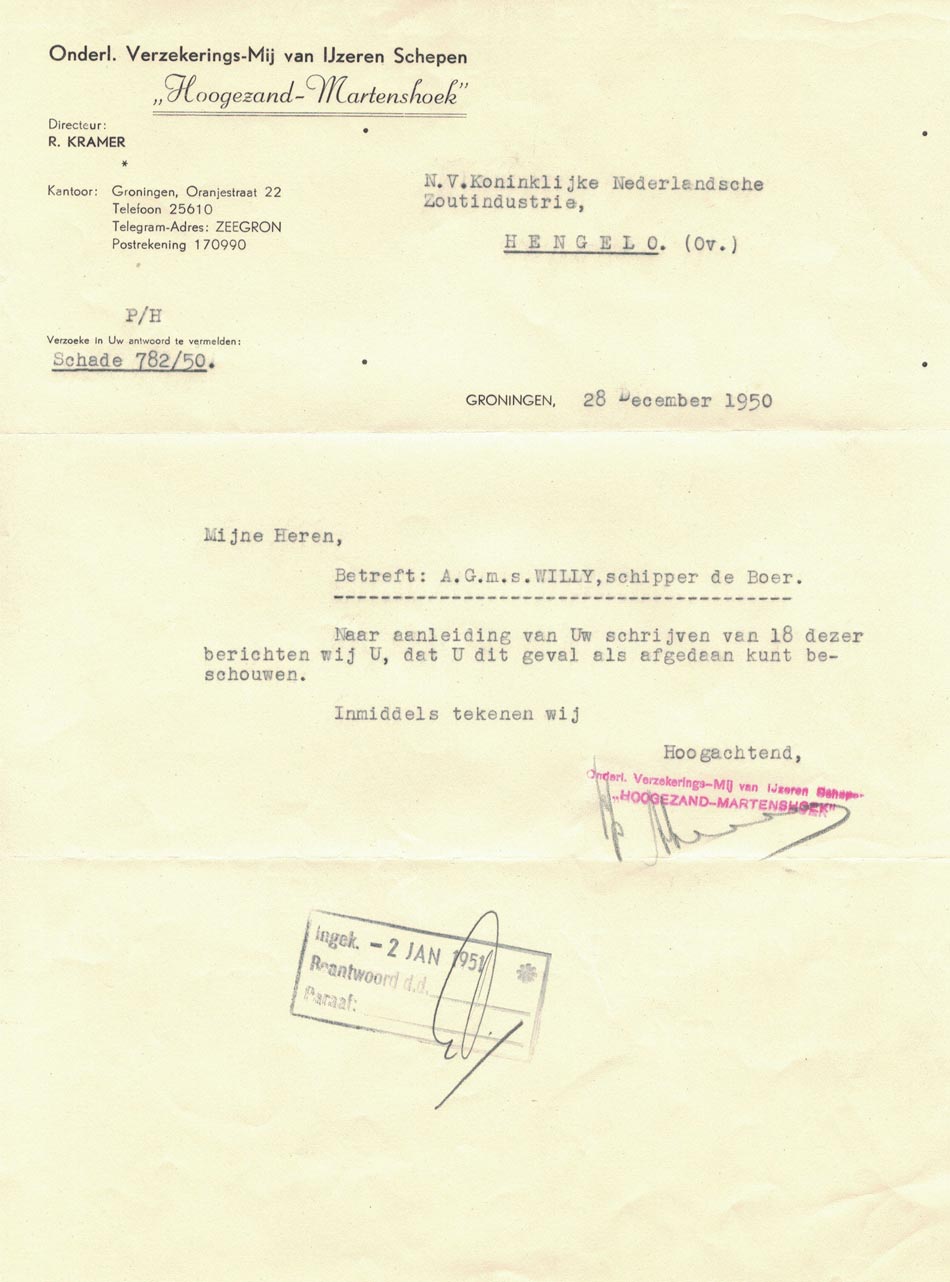 Onderl. Verzekerings-Mij van IJzeren Schepen
„Hoogezand-Martenshoek”
Directeur:
R. KRAMER
*
Kantoor: Groningen, Oranjestraat 22
Telefoon 25610
Telegram-Adres: ZEEGRON
Postrekening 170990
N.V.Koninklijke Nederlandsche
Zoutindustrie,
H E N G E L O. (Ov.)
P/H
Verzoeke in Uw antwoord te vermelden:
Schade 782/50.
GRONINGEN, 28 December 1950
Mijne Heren,
Betreft: A.G.m.s.WILLY,schipper de Boer.
Naar aanleiding van Uw schrijven van 18 dezer
berichten wij U, dat U dit geval als afgedaan kunt be-
schouwen.
Inmiddels tekenen wij
Hoogachtend,
Onderl. Verzekerings-Mij van IJzeren Schepen
„HOOGEZAND-MARTENSHOEK”
Ingek. - 2 JAN 1951
Beantwoord d.d.
Paraaf: